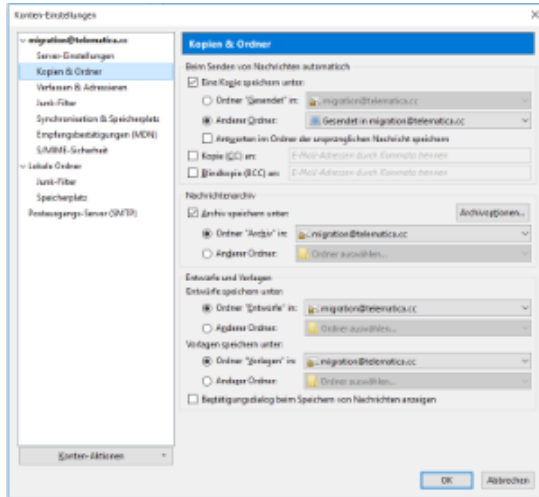 Konten-Einstellungen
migration@telematica.cc
Server-Einstellungen
Kopien & Ordner
Verfassen & Adressieren
Junk-Filter
Synchronisation & Speicherplatz
Empfangsbestätigungen (MDN)
S/MIME-Sicherheit
Lokale Ordner
Junk-Filter
Speicherplatz
Postausgangs-Server (SMTP)
Konten-Aktionen
Kopien & Ordner
Beim Senden von Nachrichten automatisch
Eine Kopie speichern unter:
Ordner "Gesendet" in: migration@telematica.cc
Anderer Ordner: Gesendet in migration@telematica.cc
Antworten im Ordner der ursprünglichen Nachricht speichern
Kopie (CC) an: E-Mail-Adressen durch Kommata trennen
Blindkopie (BCC) an: E-Mail-Adressen durch Kommata trennen
Nachrichtenarchiv
Archiv speichern unter: Archivoptionen...
Ordner "Archiv" in: migration@telematica.cc
Anderer Ordner: Ordner auswählen...
Entwürfe und Vorlagen
Entwürfe speichern unter:
Ordner "Entwürfe" in: migration@telematica.cc
Anderer Ordner: Ordner auswählen...
Vorlagen speichern unter:
Ordner "Vorlagen" in: migration@telematica.cc
Anderer Ordner: Ordner auswählen...
Bestätigungsdialog beim Speichern von Nachrichten anzeigen
OK Abbrechen